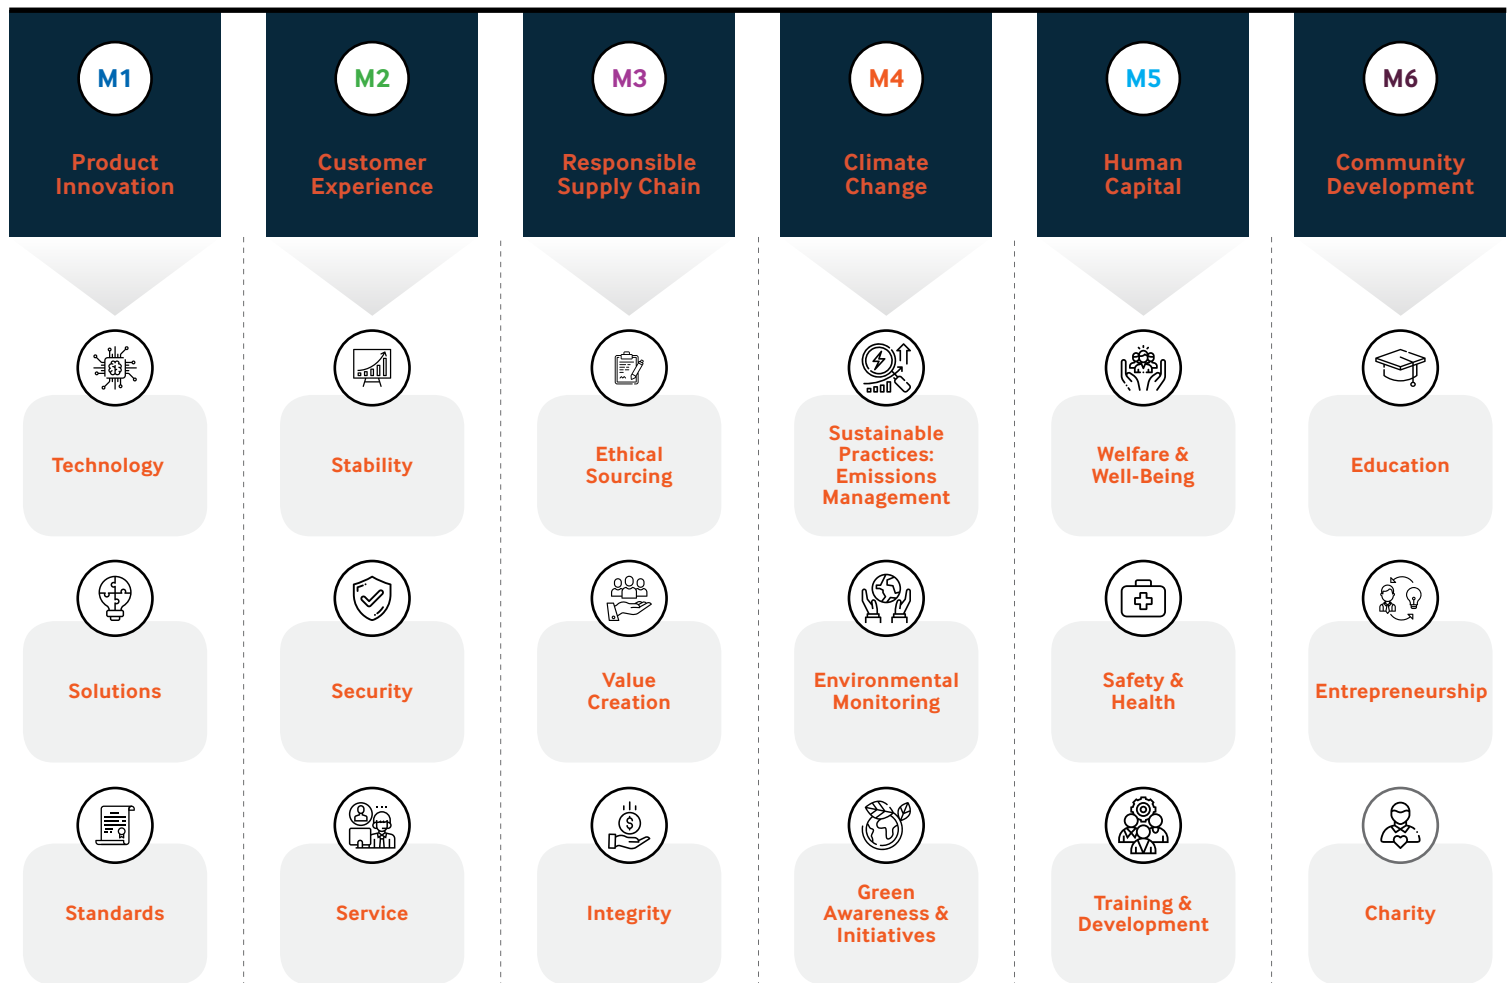 M1
Product
Innovation
Technology
Solutions
Standards
M2
Customer
Experience
Stability
Security
Service
M3
Responsible
Supply Chain
Ethical
Sourcing
Value
Creation
Integrity
M4
Climate
Change
Sustainable
Practices:
Emissions
Management
Environmental
Monitoring
Green
Awareness &
Initiatives
M5
Human
Capital
Welfare &
Well-Being
Safety &
Health
Training &
Development
M6
Community
Development
Education
Entrepreneurship
Charity